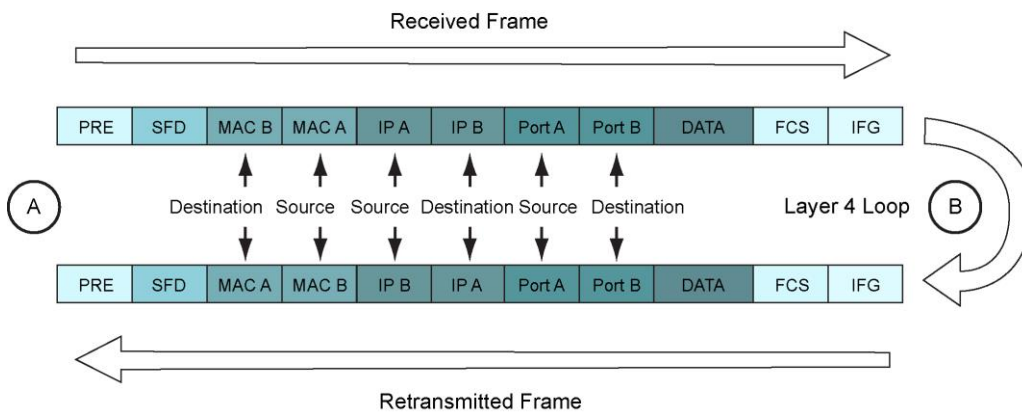 Received Frame
PRE SFD MAC B MAC A IP A IP B Port A Port B DATA FCS IFG
A Destination Source Source Destination Source Destination Layer 4 Loop B
PRE SFD MAC A MAC B IP B IP A Port A Port B DATA FCS IFG
Retransmitted Frame